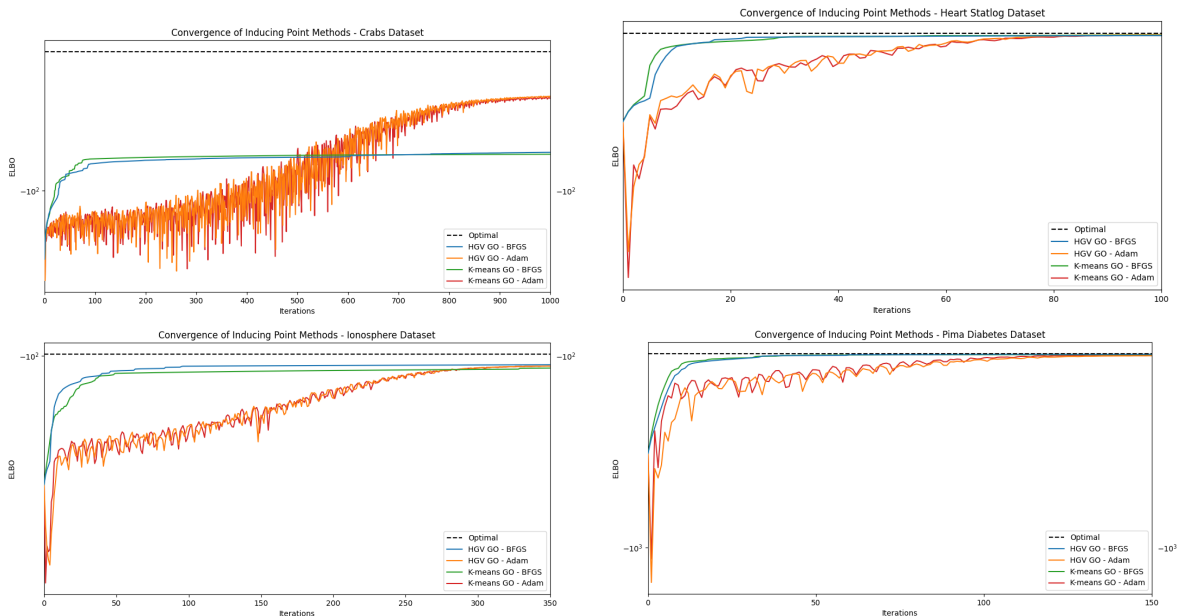 Convergence of Inducing Point Methods - Crabs Dataset
ELBO
−10²
−10²
Optimal
HGV GO - BFGS
HGV GO - Adam
K-means GO - BFGS
K-means GO - Adam
0 100 200 300 400 500 600 700 800 900 1000
Iterations
Convergence of Inducing Point Methods - Heart Statlog Dataset
ELBO
Optimal
HGV GO - BFGS
HGV GO - Adam
K-means GO - BFGS
K-means GO - Adam
0 20 40 60 80 100
Iterations
Convergence of Inducing Point Methods - Ionosphere Dataset
−10²
−10²
ELBO
Optimal
HGV GO - BFGS
HGV GO - Adam
K-means GO - BFGS
K-means GO - Adam
0 50 100 150 200 250 300 350
Iterations
Convergence of Inducing Point Methods - Pima Diabetes Dataset
ELBO
−10³
−10³
Optimal
HGV GO - BFGS
HGV GO - Adam
K-means GO - BFGS
K-means GO - Adam
0 20 40 60 80 100 120 150
Iterations